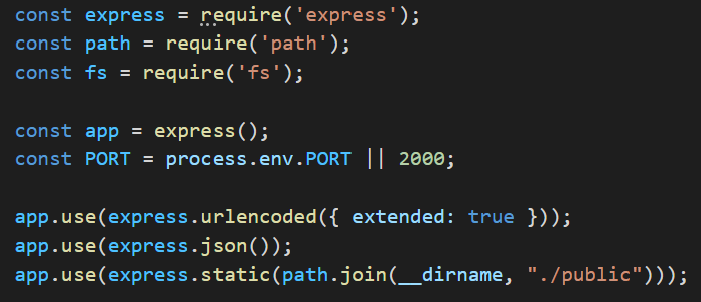 const express = require('express');
const path = require('path');
const fs = require('fs');
const app = express();
const PORT = process.env.PORT || 2000;
app.use(express.urlencoded({ extended: true }));
app.use(express.json());
app.use(express.static(path.join(__dirname, "./public")));